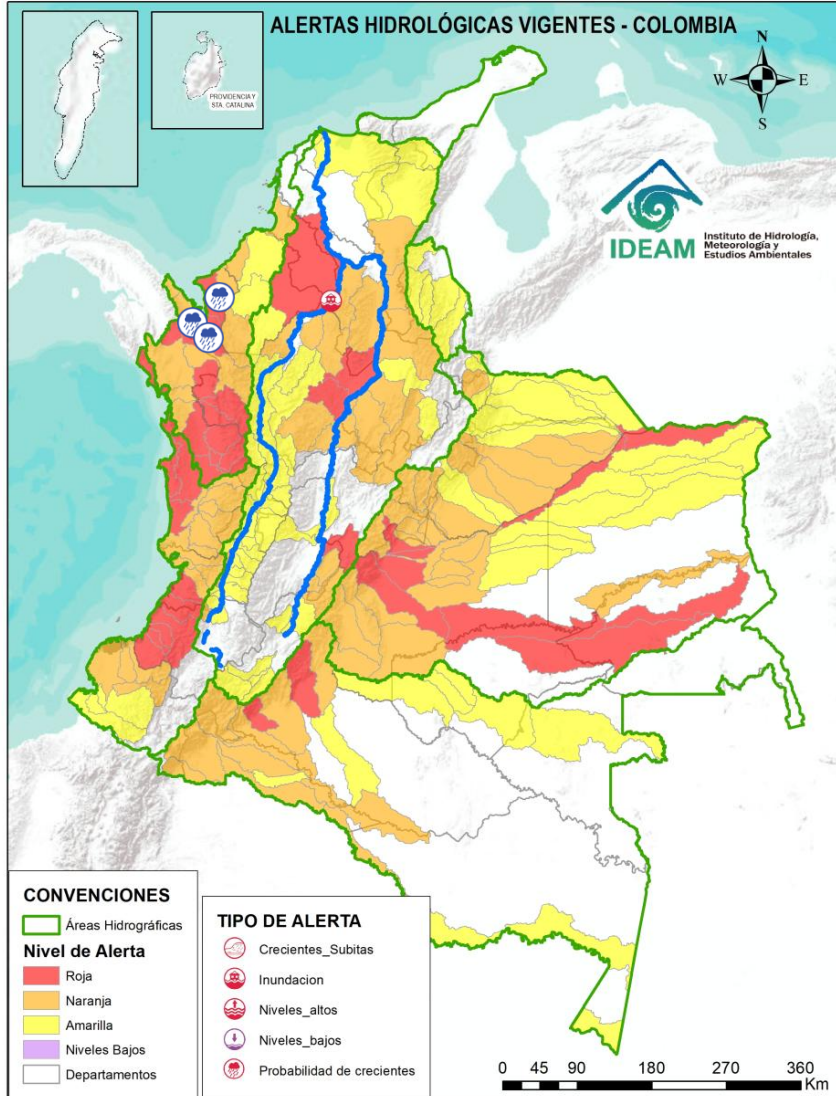 ALERTAS HIDROLÓGICAS VIGENTES - COLOMBIA
PROVIDENCIA Y
STA. CATALINA
N
W
E
S
IDEAM
Instituto de Hidrología,
Meteorología y
Estudios Ambientales
CONVENCIONES
Áreas Hidrográficas
Nivel de Alerta
Roja
Naranja
Amarilla
Niveles Bajos
Departamentos
TIPO DE ALERTA
Crecientes_Subitas
Inundacion
Niveles_altos
Niveles_bajos
Probabilidad de crecientes
0 45 90 180 270 360
Km